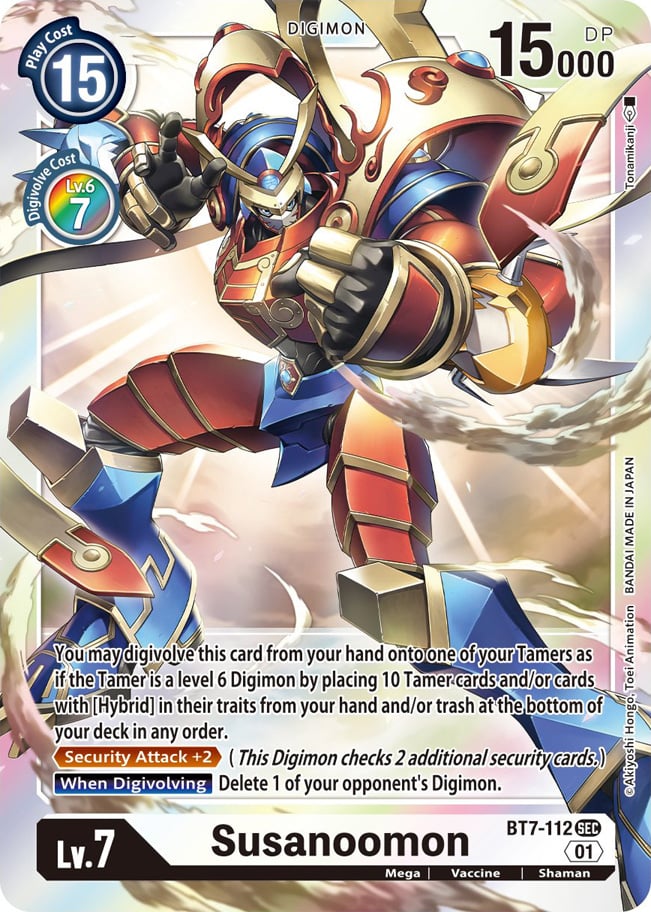 Play Cost
15
DIGIMON
DP
15000
Digivolve Cost
Lv.6
7
Tonamikanji
BANDAI MADE IN JAPAN
©Akiyoshi Hongo, Toei Animation
You may digivolve this card from your hand onto one of your Tamers as
if the Tamer is a level 6 Digimon by placing 10 Tamer cards and/or cards
with [Hybrid] in their traits from your hand and/or trash at the bottom of
your deck in any order.
Security Attack +2 (This Digimon checks 2 additional security cards.)
When Digivolving Delete 1 of your opponent's Digimon.
Lv.7
Susanoomon
BT7-112 SEC
01
Mega | Vaccine | Shaman